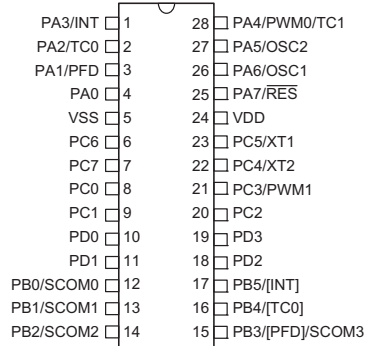 PA3/INT 1 28 PA4/PWM0/TC1
PA2/TC0 2 27 PA5/OSC2
PA1/PFD 3 26 PA6/OSC1
PA0 4 25 PA7/RES
VSS 5 24 VDD
PC6 6 23 PC5/XT1
PC7 7 22 PC4/XT2
PC0 8 21 PC3/PWM1
PC1 9 20 PC2
PD0 10 19 PD3
PD1 11 18 PD2
PB0/SCOM0 12 17 PB5/[INT]
PB1/SCOM1 13 16 PB4/[TC0]
PB2/SCOM2 14 15 PB3/[PFD]/SCOM3